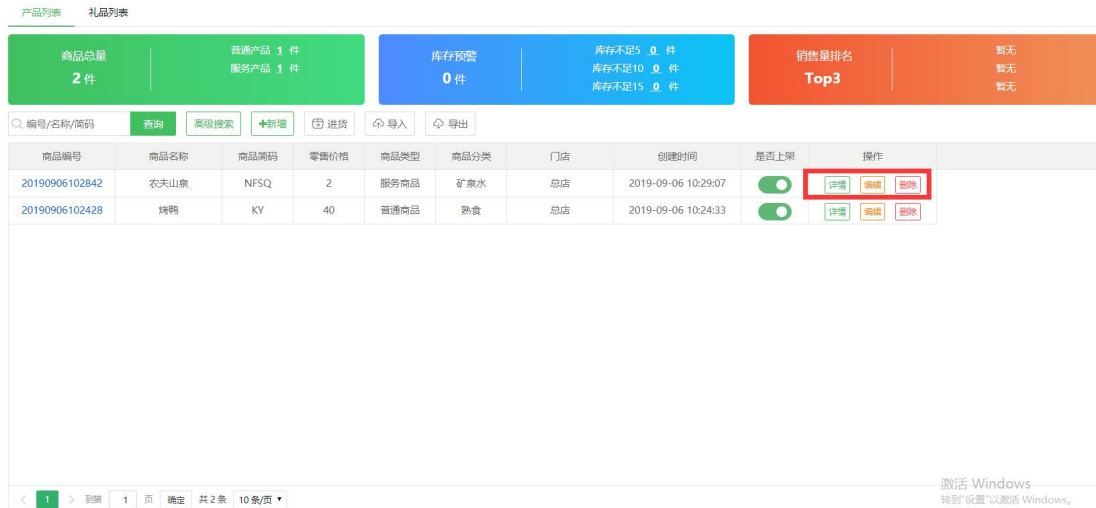 产品列表 礼品列表
商品总量
2 件
普通产品 1 件
服务产品 1 件
库存预警
0 件
库存不足5 0 件
库存不足10 0 件
库存不足15 0 件
销售量排名
Top3
暂无
暂无
暂无
编号/名称/简码 查询 高级搜索 +新增 进货 导入 导出
商品编号 商品名称 商品简码 零售价格 商品类型 商品分类 门店 创建时间 是否上架 操作
20190906102842 农夫山泉 NFSQ 2 服务商品 矿泉水 总店 2019-09-06 10:29:07 详情 编辑 删除
20190906102428 烤鸭 KY 40 普通商品 熟食 总店 2019-09-06 10:24:33 详情 编辑 删除
< 1 > 到第 1 页 确定 共 2 条 10 条/页
激活 Windows
转到"设置"以激活 Windows。